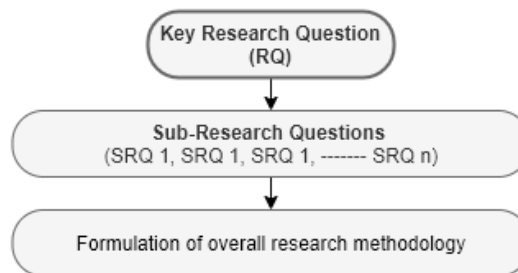 Key Research Question
(RQ)
Sub-Research Questions
(SRQ 1, SRQ 1, SRQ 1, ------- SRQ n)
Formulation of overall research methodology